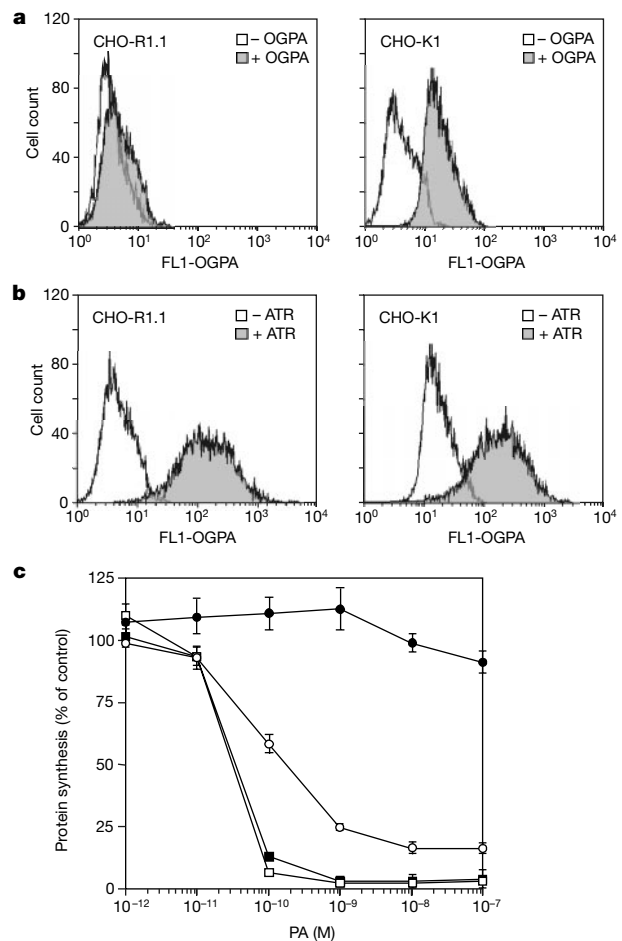 a
120
80
40
0
Cell count
CHO-R1.1
– OGPA
+ OGPA
10⁰ 10¹ 10² 10³ 10⁴
FL1-OGPA
CHO-K1
– OGPA
+ OGPA
10⁰ 10¹ 10² 10³ 10⁴
FL1-OGPA
b
120
80
40
0
Cell count
CHO-R1.1
– ATR
+ ATR
10⁰ 10¹ 10² 10³ 10⁴
FL1-OGPA
CHO-K1
– ATR
+ ATR
10⁰ 10¹ 10² 10³ 10⁴
FL1-OGPA
c
125
100
75
50
25
0
Protein synthesis (% of control)
10⁻¹² 10⁻¹¹ 10⁻¹⁰ 10⁻⁹ 10⁻⁸ 10⁻⁷
PA (M)